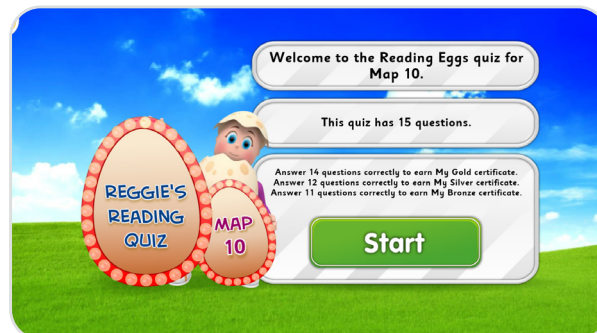 Welcome to the Reading Eggs quiz for
Map 10.
This quiz has 15 questions.
Answer 14 questions correctly to earn My Gold certificate.
Answer 12 questions correctly to earn My Silver certificate.
Answer 11 questions correctly to earn My Bronze certificate.
Start
REGGIE'S
READING
QUIZ
MAP
10